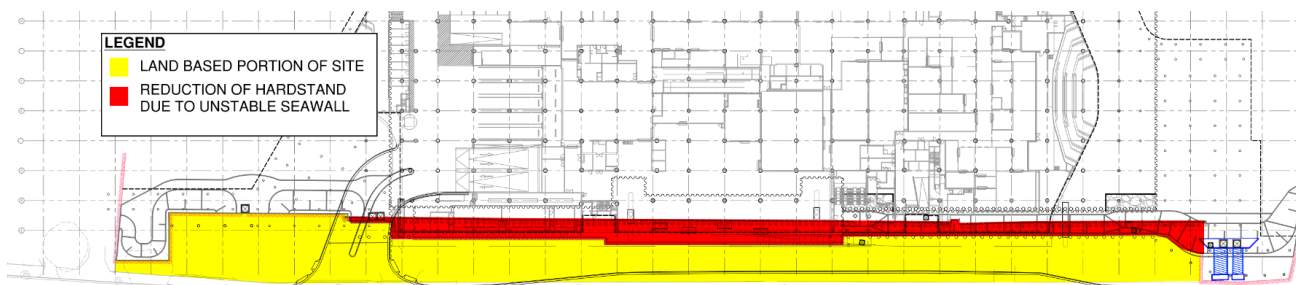 LEGEND
LAND BASED PORTION OF SITE
REDUCTION OF HARDSTAND
DUE TO UNSTABLE SEAWALL